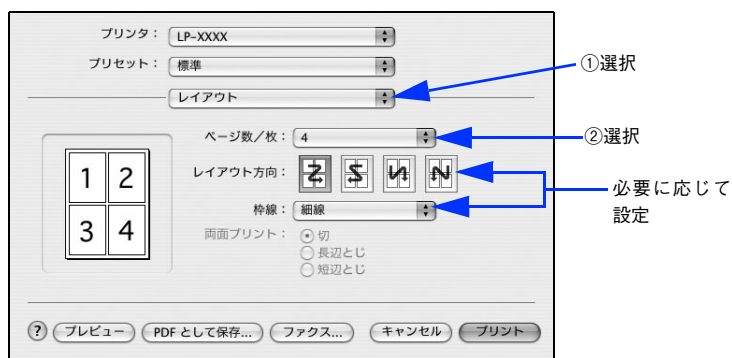 プリンタ： LP-XXXX
プリセット： 標準
レイアウト
①選択
ページ数／枚： 4
②選択
レイアウト方向：
1 2
3 4
必要に応じて
設定
枠線： 細線
両面プリント： 切
長辺とじ
短辺とじ
? プレビュー PDF として保存... ファクス... キャンセル プリント